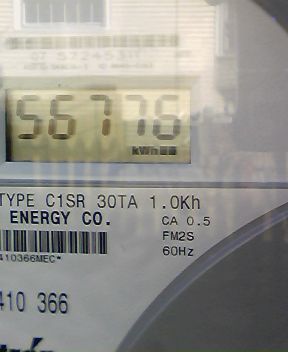 56776
kWh
TYPE C1SR 30TA 1.0Kh
ENERGY CO.
CA 0.5
FM2S
60Hz
410366MEC*
410 366